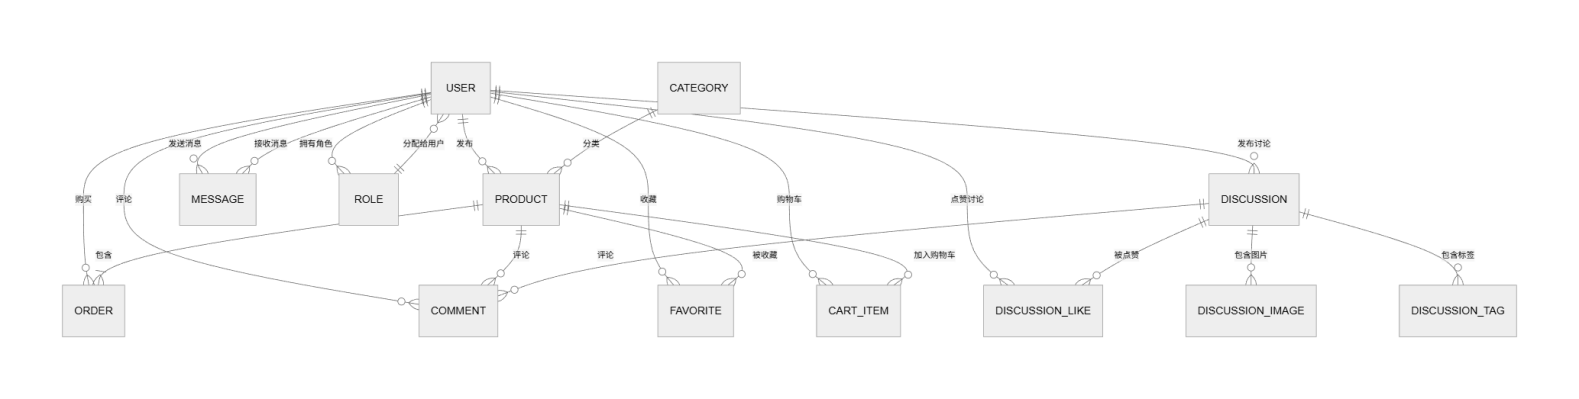 USER
CATEGORY
发送消息
接收消息
拥有角色
分配给用户
发布
分类
发布讨论
购买
评论
MESSAGE
ROLE
PRODUCT
收藏
购物车
点赞讨论
DISCUSSION
包含
评论
评论
被收藏
加入购物车
被点赞
包含图片
包含标签
ORDER
COMMENT
FAVORITE
CART_ITEM
DISCUSSION_LIKE
DISCUSSION_IMAGE
DISCUSSION_TAG